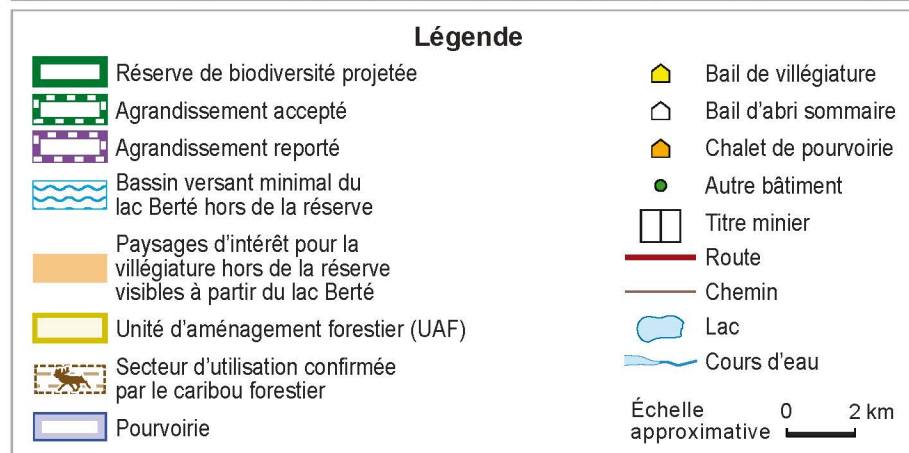 Légende
Réserve de biodiversité projetée
Agrandissement accepté
Agrandissement reporté
Bassin versant minimal du
lac Berté hors de la réserve
Paysages d'intérêt pour la
villégiature hors de la réserve
visibles à partir du lac Berté
Unité d'aménagement forestier (UAF)
Secteur d'utilisation confirmée
par le caribou forestier
Pourvoirie
Bail de villégiature
Bail d'abri sommaire
Chalet de pourvoirie
Autre bâtiment
Titre minier
Route
Chemin
Lac
Cours d'eau
Échelle 0 2 km
approximative